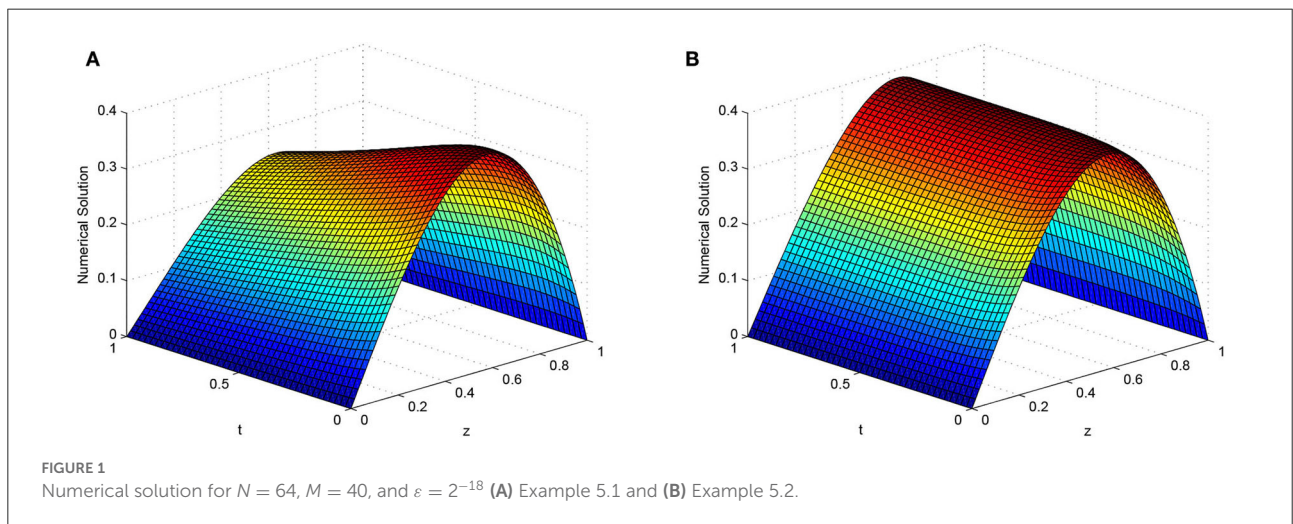 A
0.4
0.3
0.2
0.1
0
Numerical Solution
1
0.5
0
t
0
0.2
0.4
0.6
0.8
1
z
B
0.4
0.3
0.2
0.1
0
Numerical Solution
1
0.5
0
t
0
0.2
0.4
0.6
0.8
1
z
FIGURE 1
Numerical solution for N = 64, M = 40, and ε = 2⁻¹⁸ (A) Example 5.1 and (B) Example 5.2.